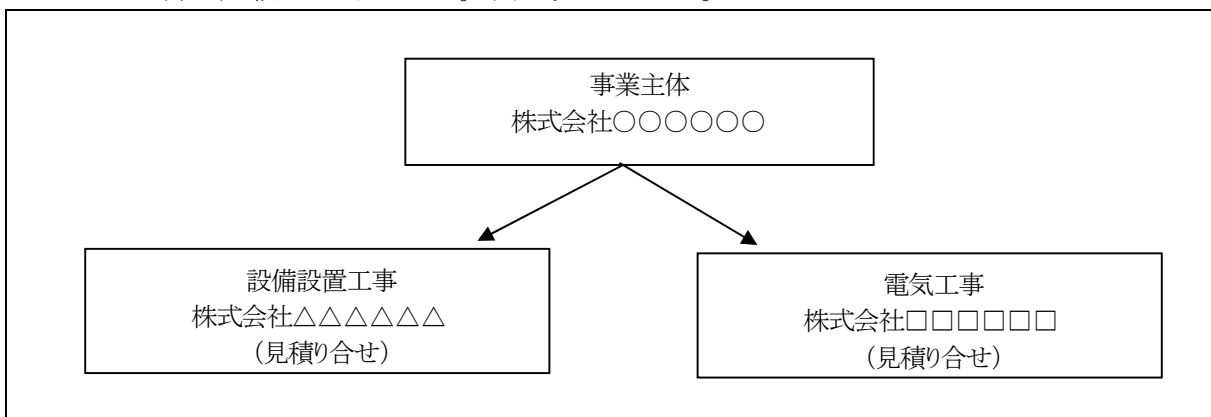 事業主体
株式会社○○○○○○
設備設置工事
株式会社△△△△△△
(見積り合せ)
電気工事
株式会社□□□□□□
(見積り合せ)